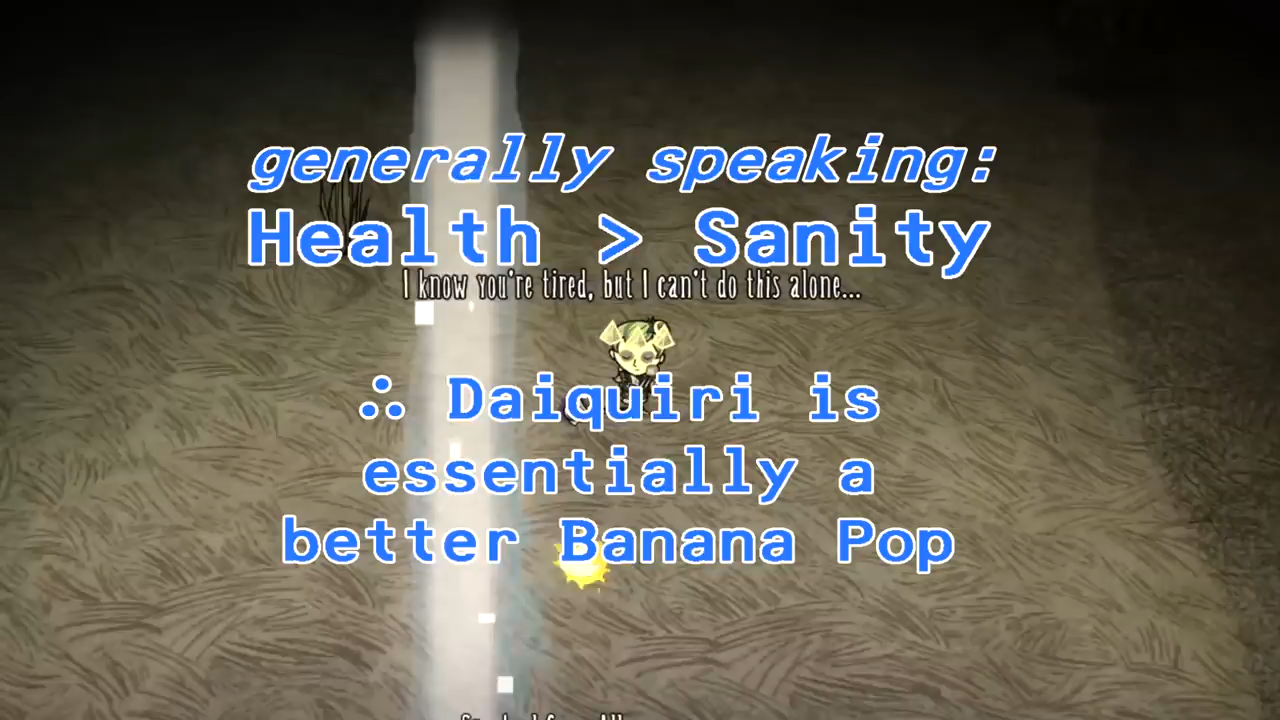 generally speaking:
Health > Sanity
I know you're tired, but I can't do this alone...
∴ Daiquiri is
essentially a
better Banana Pop